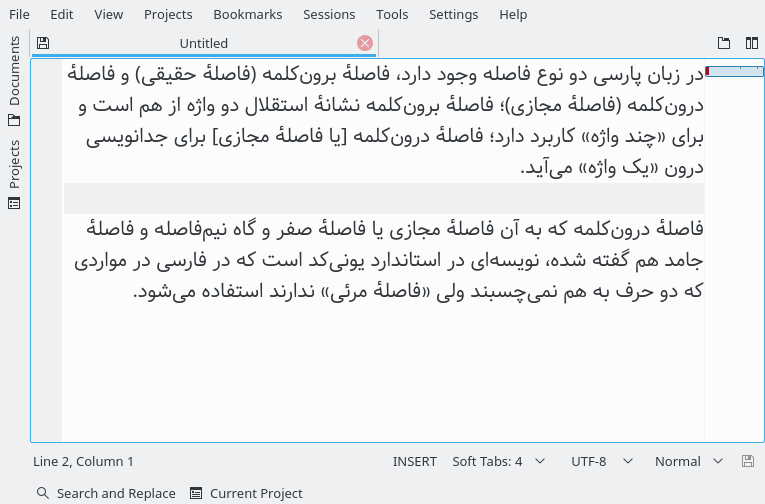 File Edit View Projects Bookmarks Sessions Tools Settings Help
Untitled
Documents
Projects
در زبان پارسی دو نوع فاصله وجود دارد، فاصلهٔ برون‌کلمه (فاصلهٔ حقیقی) و فاصلهٔ
درون‌کلمه (فاصلهٔ مجازی)؛ فاصلهٔ برون‌کلمه نشانهٔ استقلال دو واژه از هم است و
برای «چند واژه» کاربرد دارد؛ فاصلهٔ درون‌کلمه [یا فاصلهٔ مجازی] برای جدانویسی
درون «یک واژه» می‌آید.
فاصلهٔ درون‌کلمه که به آن فاصلهٔ مجازی یا فاصلهٔ صفر و گاه نیم‌فاصله و فاصلهٔ
جامد هم گفته شده، نویسه‌ای در استاندارد یونی‌کد است که در فارسی در مواردی
که دو حرف به هم نمی‌چسبند ولی «فاصلهٔ مرئی» ندارند استفاده می‌شود.
Line 2, Column 1 INSERT Soft Tabs: 4 UTF-8 Normal
Search and Replace Current Project